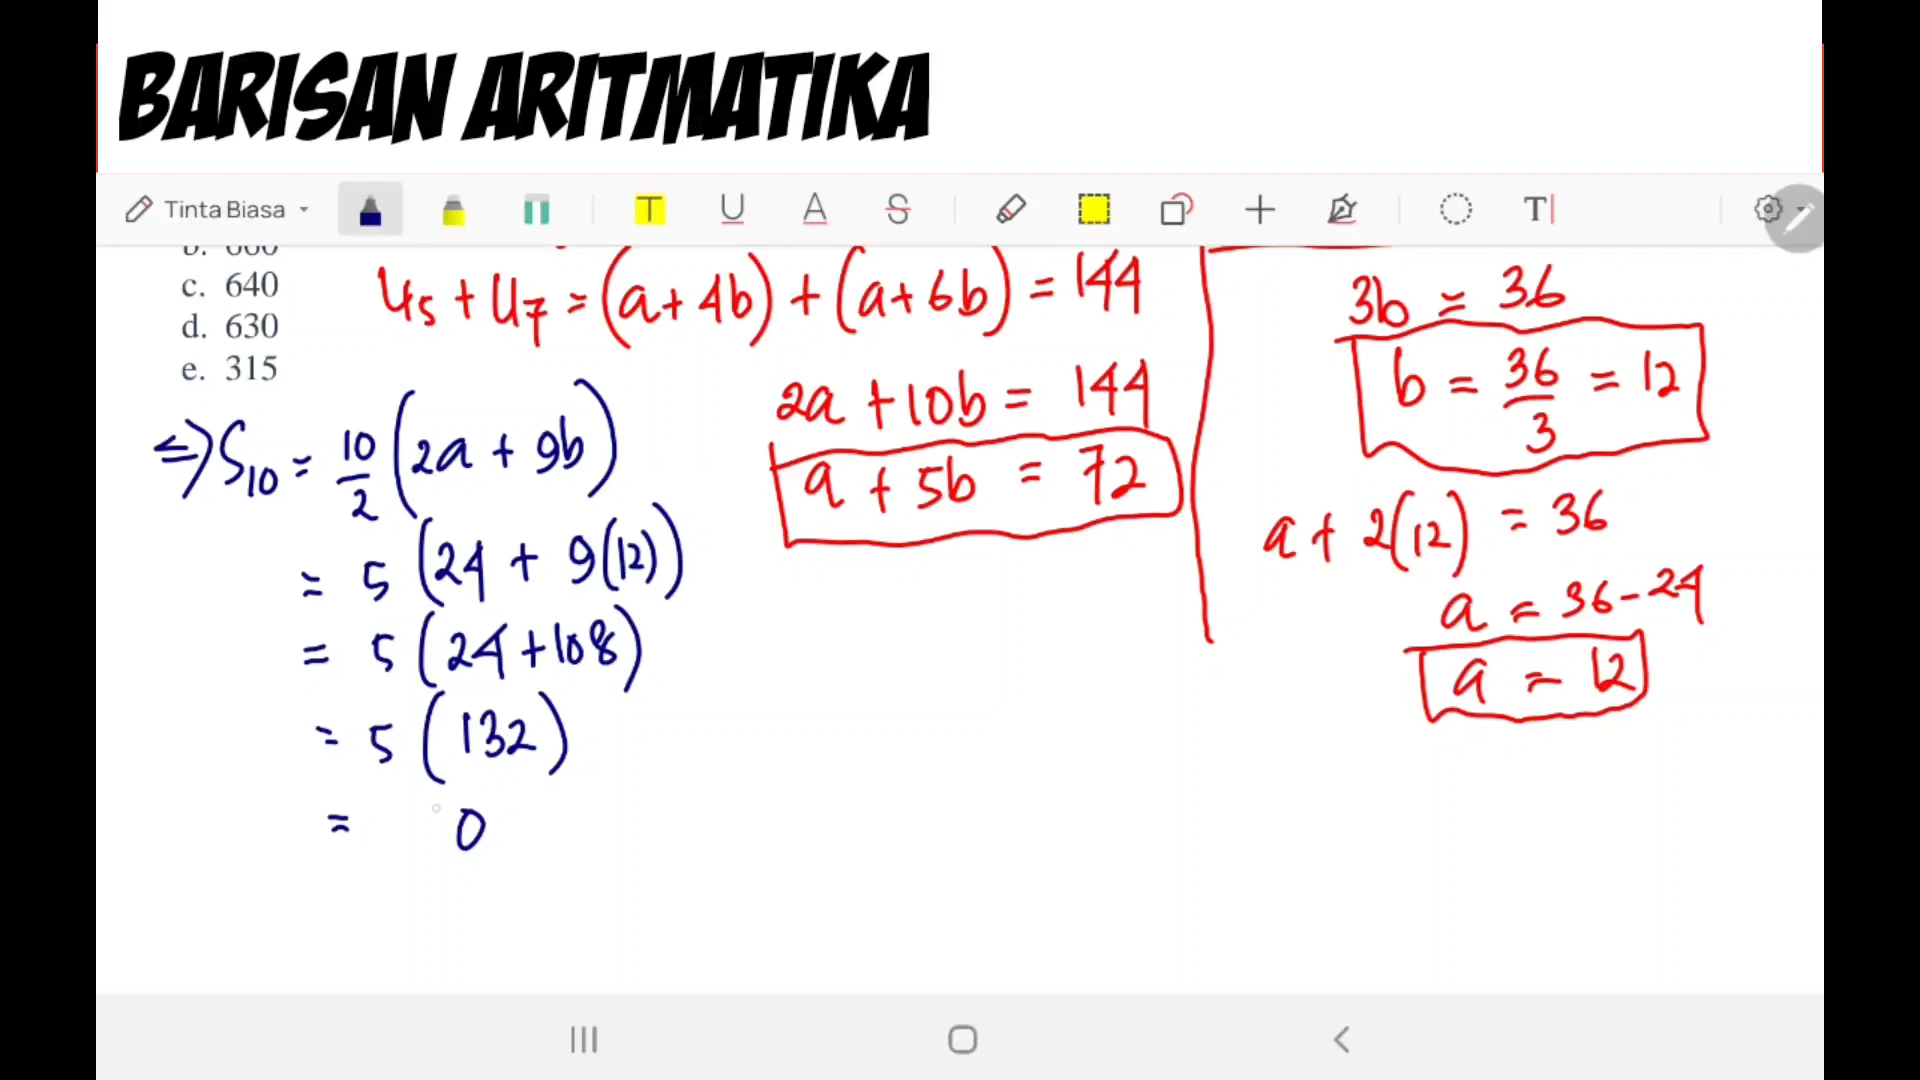 BARISAN ARITMATIKA
Tinta Biasa
b. 660
c. 640
d. 630
e. 315
U5 + U7 = (a + 4b) + (a + 6b) = 144
2a + 10b = 144
a + 5b = 72
⇔ S10 = 10/2 (2a + 9b)
= 5 (24 + 9(12))
= 5 (24 + 108)
= 5 (132)
= 0
3b = 36
b = 36/3 = 12
a + 2(12) = 36
a = 36 - 24
a = 12